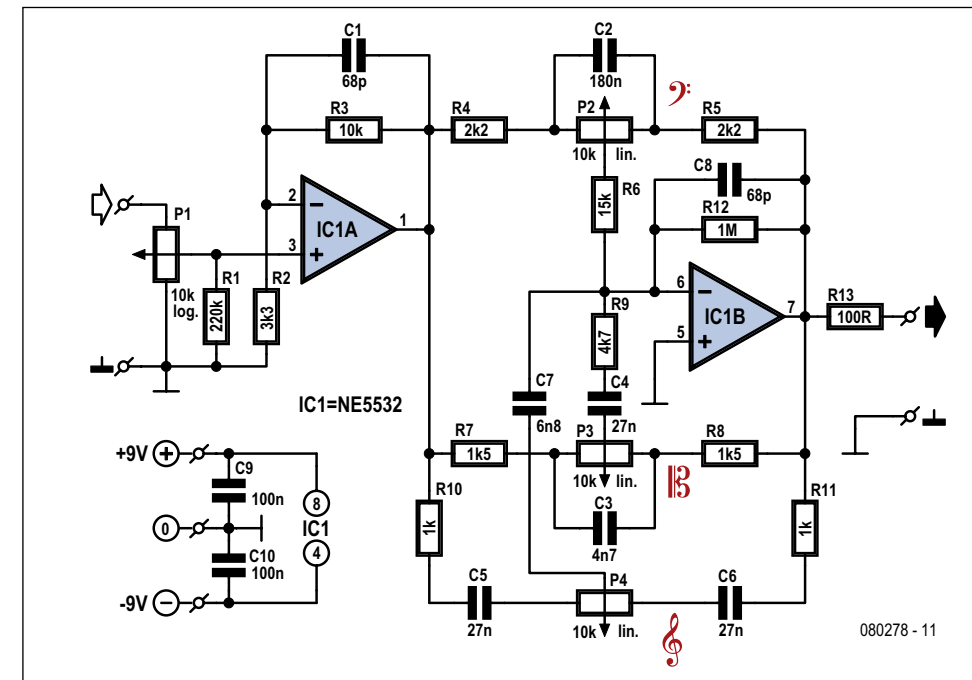 C1
68p
R3
10k
C2
180n
P2
10k lin.
R4
2k2
R5
2k2
C8
68p
R12
1M
R6
15k
P1
10k
log.
R1
220k
R2
3k3
2
3
1
IC1A
6
5
7
IC1B
R13
100R
R9
4k7
C7
6n8
C4
27n
IC1=NE5532
R7
1k5
P3
10k lin.
R8
1k5
C3
4n7
R10
1k
R11
1k
C5
27n
P4
10k lin.
C6
27n
+9V
C9
100n
8
0
IC1
4
C10
100n
-9V
080278 - 11